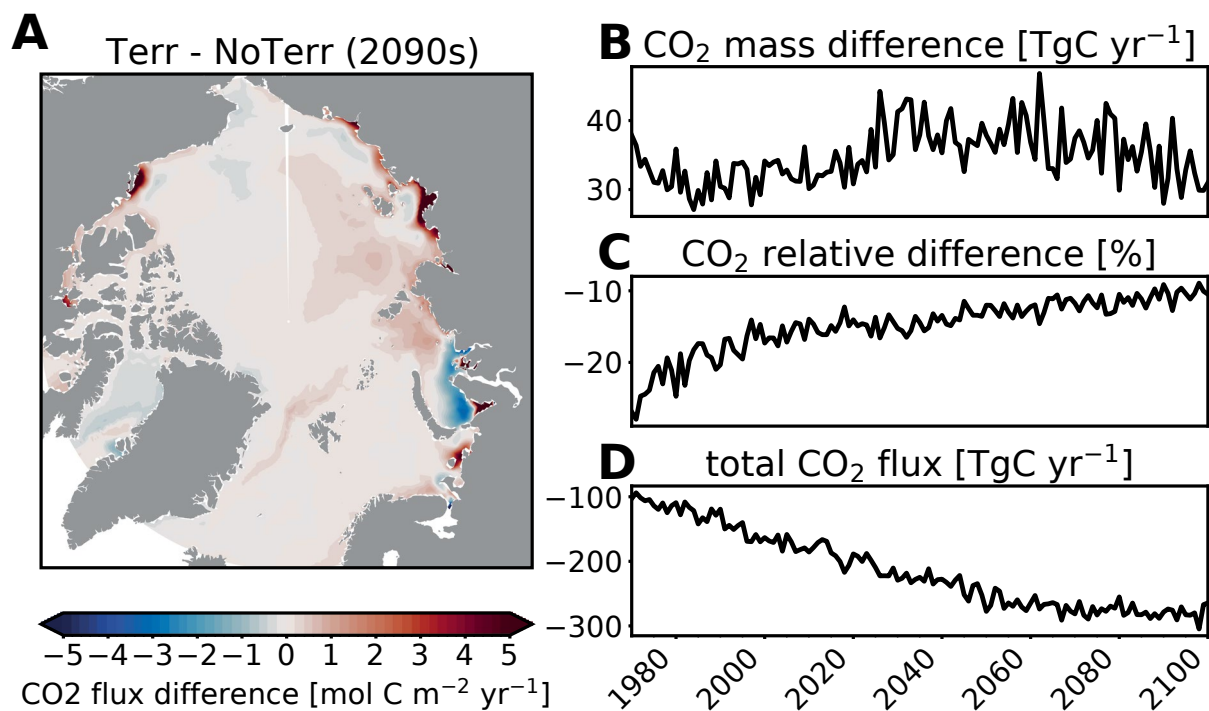 A
Terr - NoTerr (2090s)
−5 −4 −3 −2 −1 0 1 2 3 4 5
CO2 flux difference [mol C m⁻² yr⁻¹]
B CO₂ mass difference [TgC yr⁻¹]
40
30
C CO₂ relative difference [%]
−10
−20
D total CO₂ flux [TgC yr⁻¹]
−100
−200
−300
1980 2000 2020 2040 2060 2080 2100